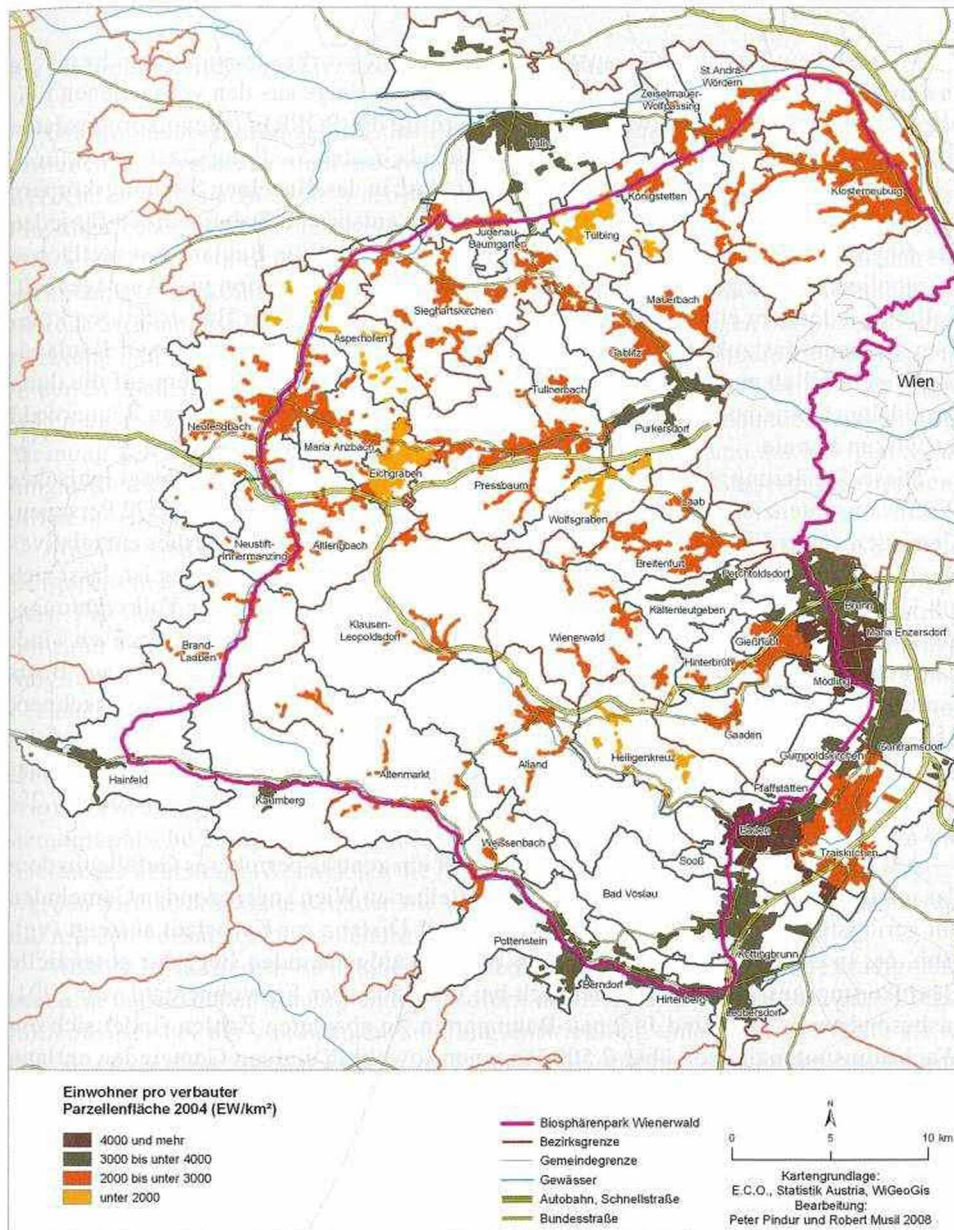 St. Andrä-
Wördern
Zeiselmauer-
Wolfpassing
Tulln
Klosterneuburg
Königstetten
Judenau-
Baumgarten
Tulbing
Mauerbach
Sieghartskirchen
Asperhofen
Gablitz
Wien
Tullnerbach
Neulengbach
Purkersdorf
Maria Anzbach
Eichgraben
Pressbaum
Laab
Wolfsgraben
Neustift-
Innermanzing
Altlengbach
Breitenfurt
Perchtoldsdorf
Brunn
Kaltenleutgeben
Klausen-
Leopoldsdorf
Maria Enzersdorf
Wienerwald
Gießhübl
Brand-
Laaben
Hinterbrühl
Mödling
Gaaden
Guntramsdorf
Gumpoldskirchen
Heiligenkreuz
Alland
Hainfeld
Altenmarkt
Pfaffstätten
Kaumberg
Baden
Weissenbach
Traiskirchen
Sooß
Bad Vöslau
Pottenstein
Kottingbrunn
Berndorf
Hirtenberg
Leobersdorf
Einwohner pro verbauter
Parzellenfläche 2004 (EW/km²)
4000 und mehr
3000 bis unter 4000
2000 bis unter 3000
unter 2000
Biosphärenpark Wienerwald
Bezirksgrenze
Gemeindegrenze
Gewässer
Autobahn, Schnellstraße
Bundesstraße
N
0 5 10 km
Kartengrundlage:
E.C.O., Statistik Austria, WiGeoGis
Bearbeitung:
Peter Pindur und Robert Musil 2008